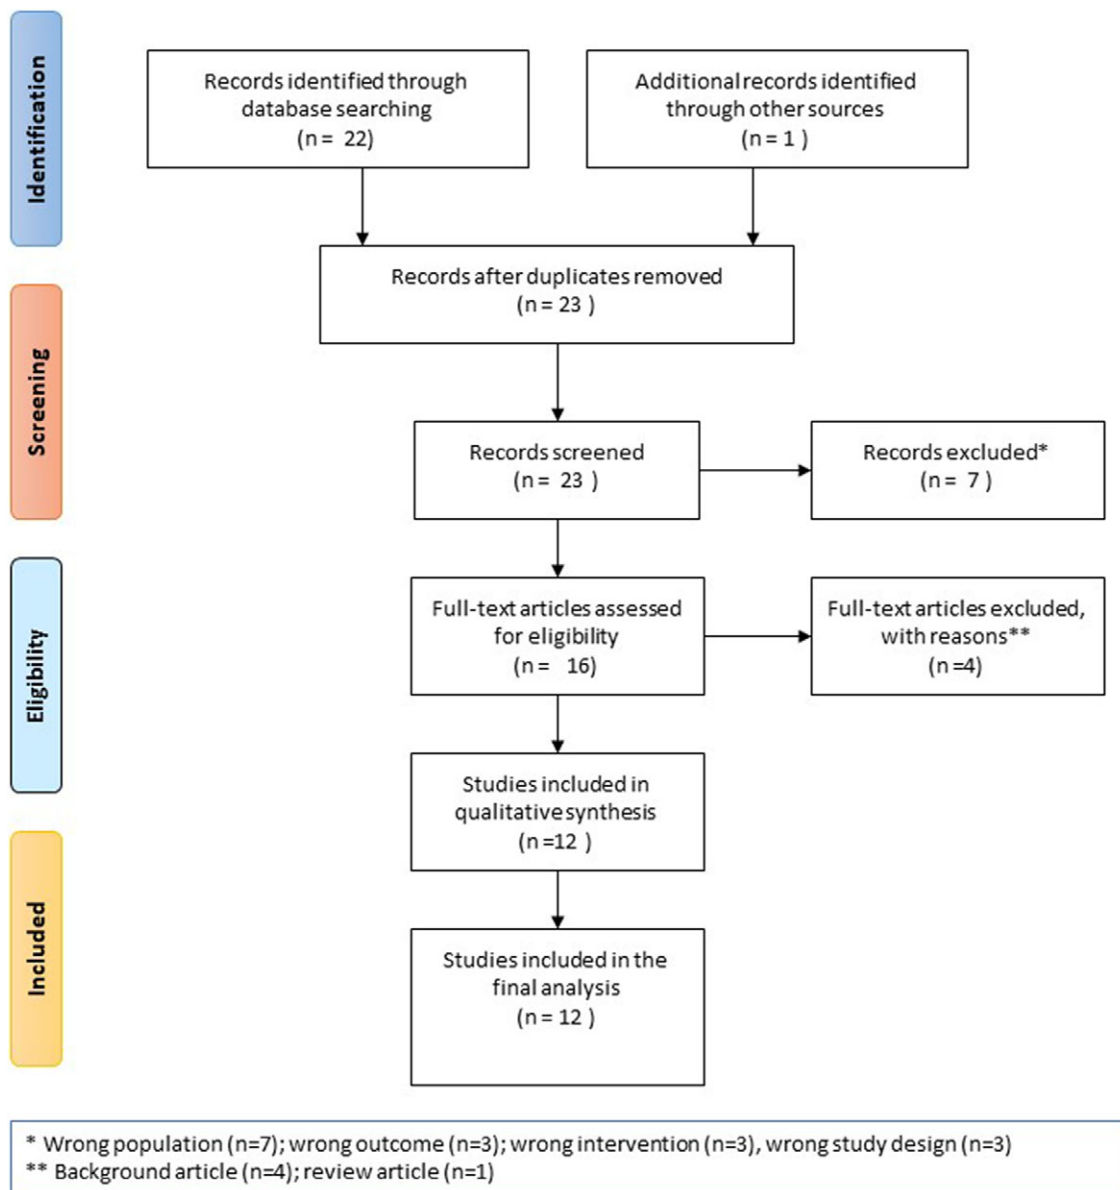 Identification
Records identified through
database searching
(n = 22)
Additional records identified
through other sources
(n = 1 )
Records after duplicates removed
(n = 23 )
Screening
Records screened
(n = 23 )
Records excluded*
(n = 7 )
Eligibility
Full-text articles assessed
for eligibility
(n = 16)
Full-text articles excluded,
with reasons**
(n =4)
Studies included in
qualitative synthesis
(n =12 )
Included
Studies included in the
final analysis
(n = 12 )
* Wrong population (n=7); wrong outcome (n=3); wrong intervention (n=3), wrong study design (n=3)
** Background article (n=4); review article (n=1)